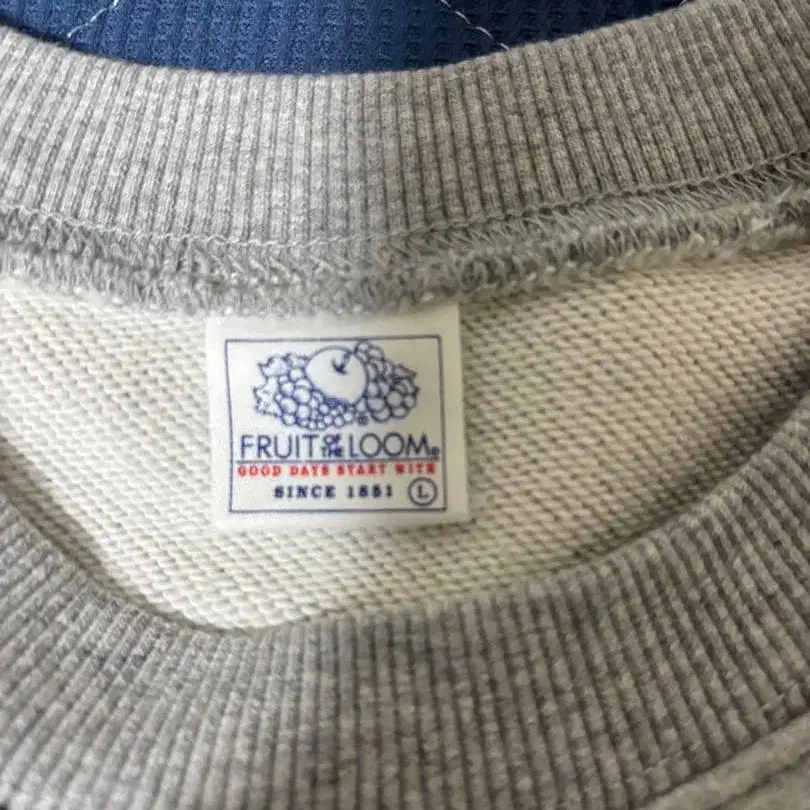 FRUIT OF THE LOOM®
GOOD DAYS START WITH
SINCE 1851 L